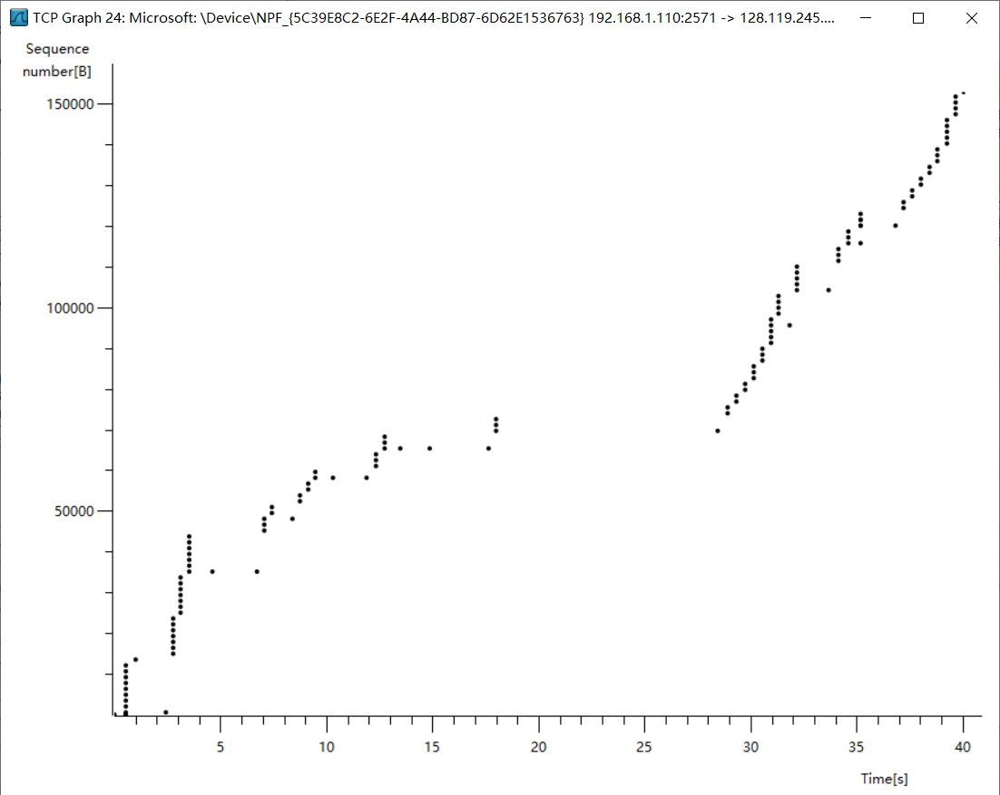 TCP Graph 24: Microsoft: \Device\NPF_{5C39E8C2-6E2F-4A44-BD87-6D62E1536763} 192.168.1.110:2571 -> 128.119.245....
Sequence
number[B]
150000
100000
50000
5 10 15 20 25 30 35 40
Time[s]